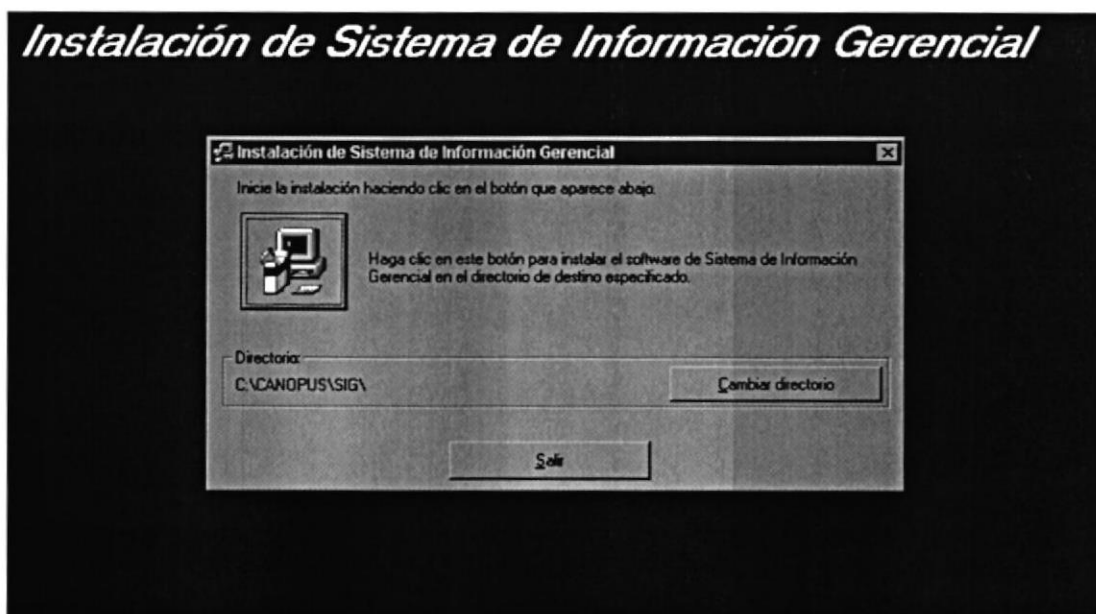 Instalación de Sistema de Información Gerencial
Instalación de Sistema de Información Gerencial
Inicie la instalación haciendo clic en el botón que aparece abajo.
Haga clic en este botón para instalar el software de Sistema de Información
Gerencial en el directorio de destino especificado.
Directorio:
C:\CANOPUS\SIG\
Cambiar directorio
Salir